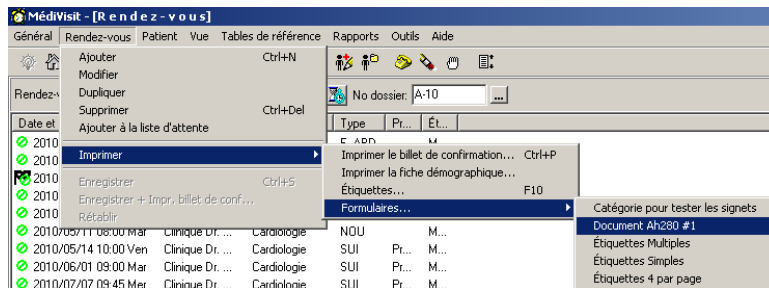 MédiVisit - [R e n d e z - v o u s]
Général Rendez-vous Patient Vue Tables de référence Rapports Outils Aide
Ajouter Ctrl+N
Modifier
Dupliquer
Rendez-v No dossier: A-10 ...
Supprimer Ctrl+Del
Ajouter à la liste d'attente
Date et Type Pr... Ét...
2010
Imprimer
Imprimer le billet de confirmation... Ctrl+P
2010
Imprimer la fiche démographique...
2010
Enregistrer Ctrl+S
Étiquettes... F10
2010
Enregistrer + Impr. billet de conf...
Formulaires...
Catégorie pour tester les signets
2010
Rétablir
Document Ah280 #1
2010/05/11 08:00 Mar Clinique Dr. ... Cardiologie NOU M...
Étiquettes Multiples
2010/05/14 10:00 Ven Clinique Dr. ... Cardiologie SUI Pr... M...
Étiquettes Simples
2010/06/01 09:00 Mar Clinique Dr. ... Cardiologie SUI Pr... M...
Étiquettes 4 par page
2010/07/07 09:45 Mer Clinique Dr. ... Cardiologie SUI Pr... M...